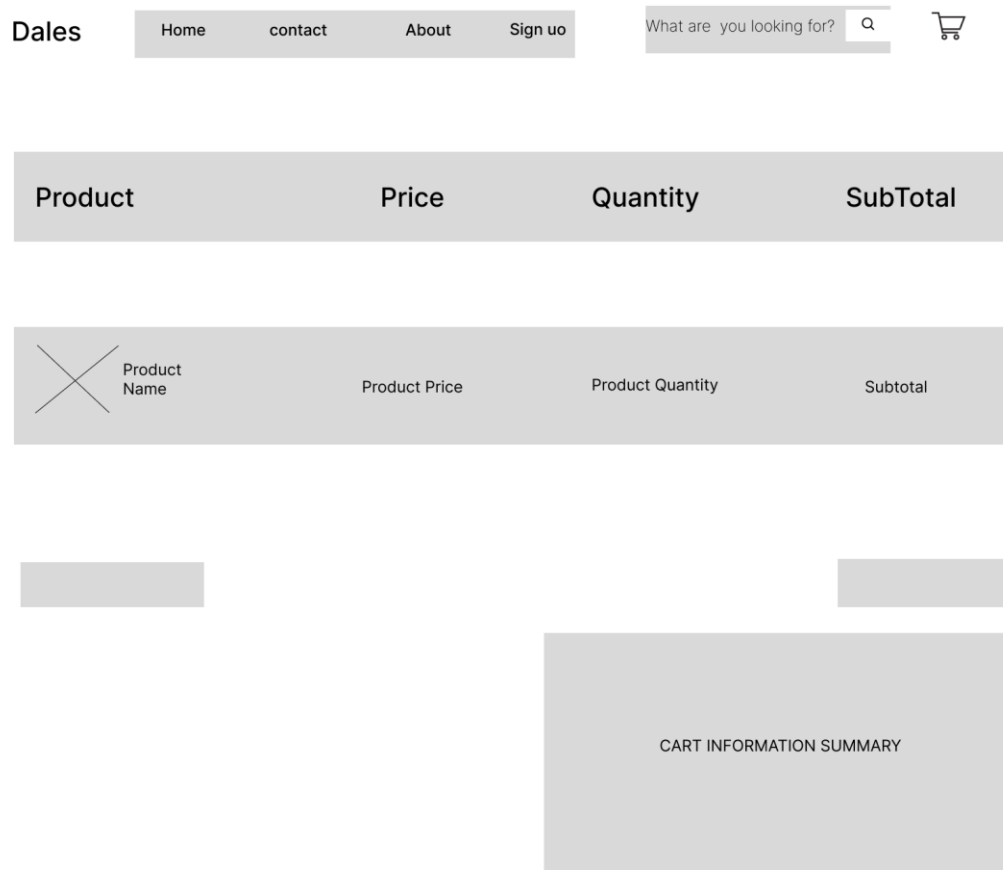 Dales Home contact About Sign uo What are you looking for?
Product Price Quantity SubTotal
Product
Name
Product Price Product Quantity Subtotal
CART INFORMATION SUMMARY